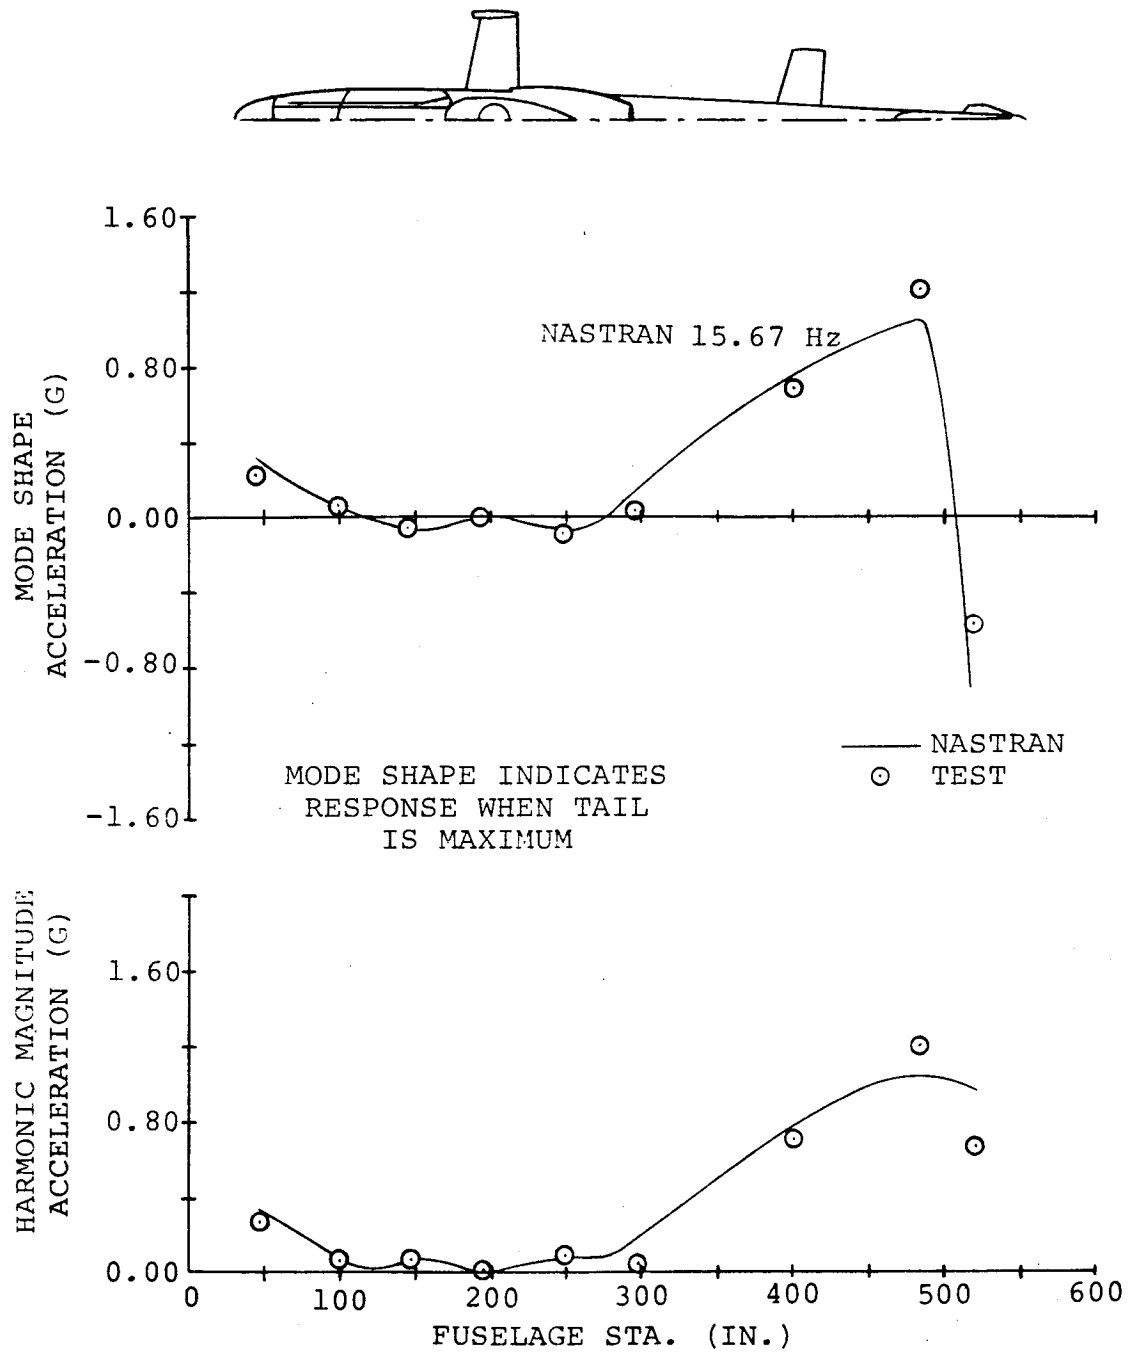 1.60
0.80
0.00
-0.80
-1.60
MODE SHAPE
ACCELERATION (G)
NASTRAN 15.67 Hz
NASTRAN
TEST
MODE SHAPE INDICATES
RESPONSE WHEN TAIL
IS MAXIMUM
HARMONIC MAGNITUDE
ACCELERATION (G)
1.60
0.80
0.00
0
100
200
300
400
500
600
FUSELAGE STA. (IN.)